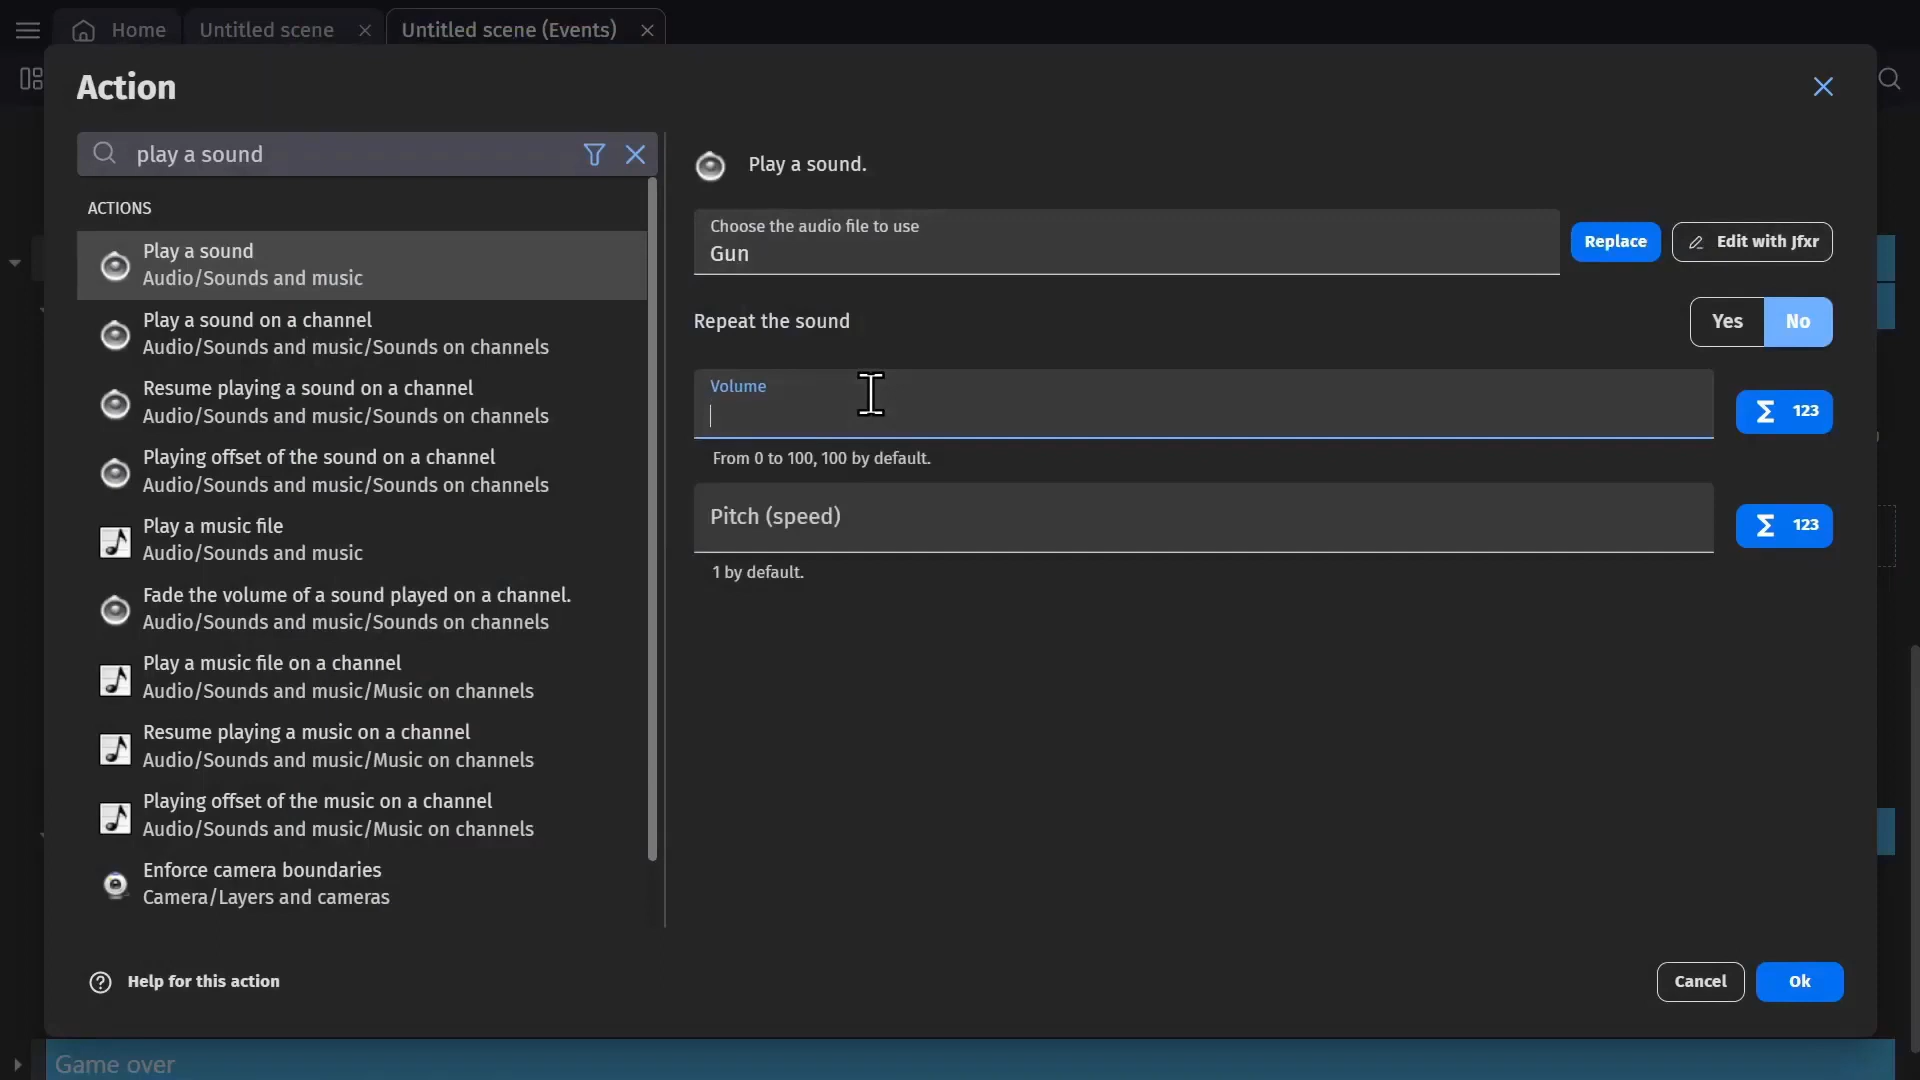 Home
Untitled scene
Untitled scene (Events)
Action
play a sound
ACTIONS
Play a sound
Audio/Sounds and music
Play a sound on a channel
Audio/Sounds and music/Sounds on channels
Resume playing a sound on a channel
Audio/Sounds and music/Sounds on channels
Playing offset of the sound on a channel
Audio/Sounds and music/Sounds on channels
Play a music file
Audio/Sounds and music
Fade the volume of a sound played on a channel.
Audio/Sounds and music/Sounds on channels
Play a music file on a channel
Audio/Sounds and music/Music on channels
Resume playing a music on a channel
Audio/Sounds and music/Music on channels
Playing offset of the music on a channel
Audio/Sounds and music/Music on channels
Enforce camera boundaries
Camera/Layers and cameras
Play a sound.
Choose the audio file to use
Gun
Replace
Edit with Jfxr
Repeat the sound
Yes
No
Volume
Σ 123
From 0 to 100, 100 by default.
Pitch (speed)
Σ 123
1 by default.
Help for this action
Cancel
Ok
Game over